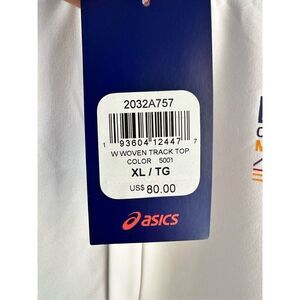 2032A757
1 93604 12447 7
W WOVEN TRACK TOP
COLOR 5001
XL / TG
US$ 80.00
asics